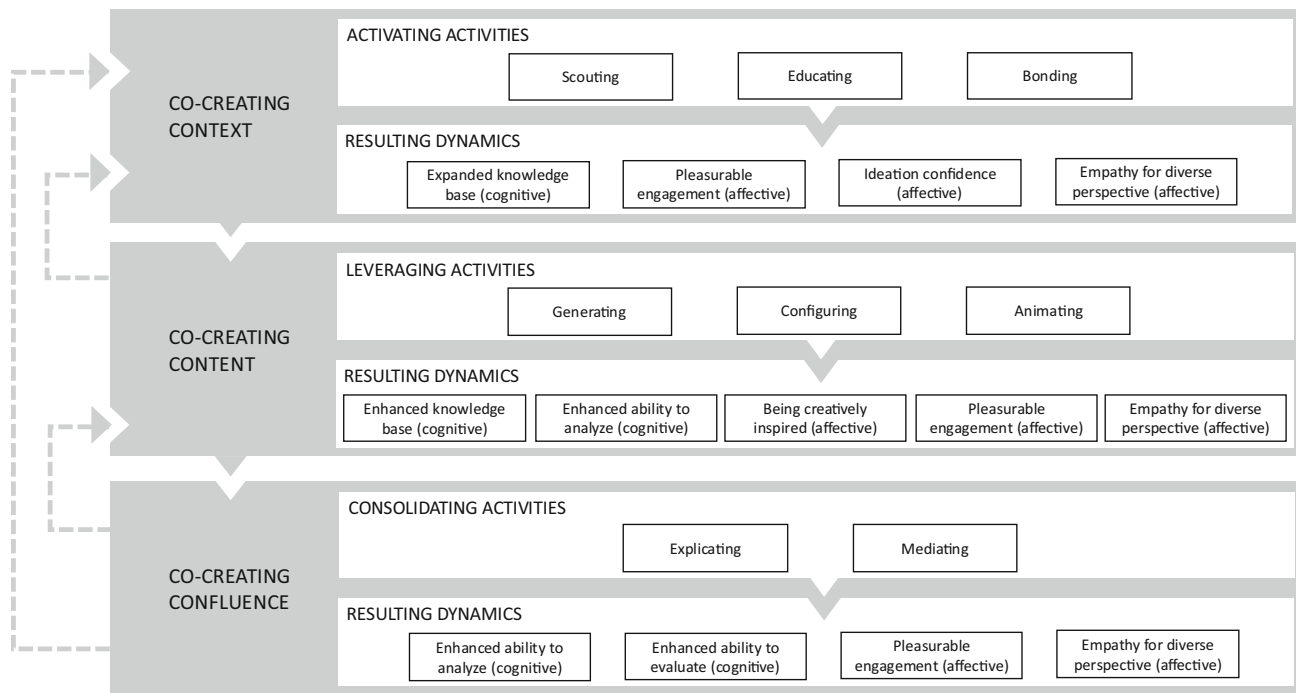 ACTIVATING ACTIVITIES
Scouting
Educating
Bonding
CO-CREATING
CONTEXT
RESULTING DYNAMICS
Expanded knowledge
base (cognitive)
Pleasurable
engagement (affective)
Ideation confidence
(affective)
Empathy for diverse
perspective (affective)
LEVERAGING ACTIVITIES
Generating
Configuring
Animating
CO-CREATING
CONTENT
RESULTING DYNAMICS
Enhanced knowledge
base (cognitive)
Enhanced ability to
analyze (cognitive)
Being creatively
inspired (affective)
Pleasurable
engagement (affective)
Empathy for diverse
perspective (affective)
CONSOLIDATING ACTIVITIES
Explicating
Mediating
CO-CREATING
CONFLUENCE
RESULTING DYNAMICS
Enhanced ability to
analyze (cognitive)
Enhanced ability to
evaluate (cognitive)
Pleasurable
engagement (affective)
Empathy for diverse
perspective (affective)